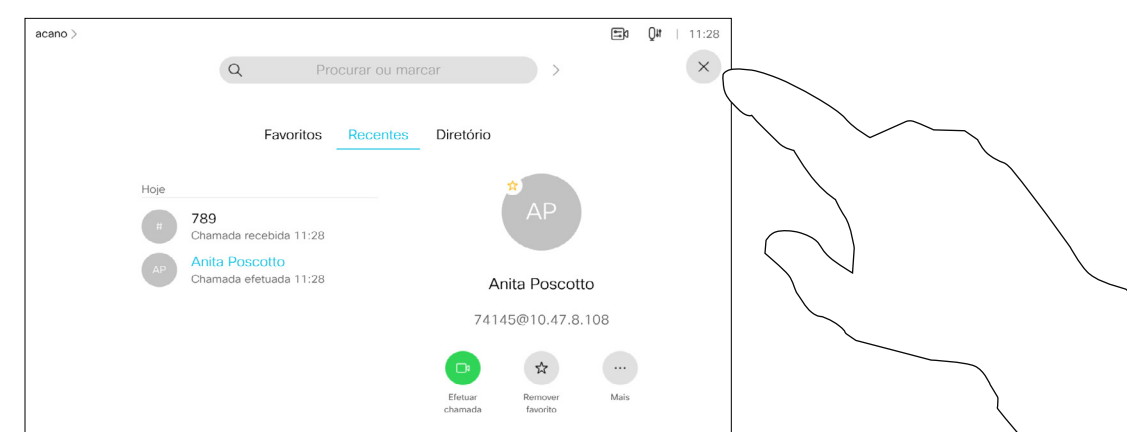 acano
11:28
Procurar ou marcar
Favoritos Recentes Diretório
Hoje
#
789
Chamada recebida 11:28
AP
Anita Poscotto
Chamada efetuada 11:28
AP
Anita Poscotto
74145@10.47.8.108
Efetuar
chamada
Remover
favorito
Mais